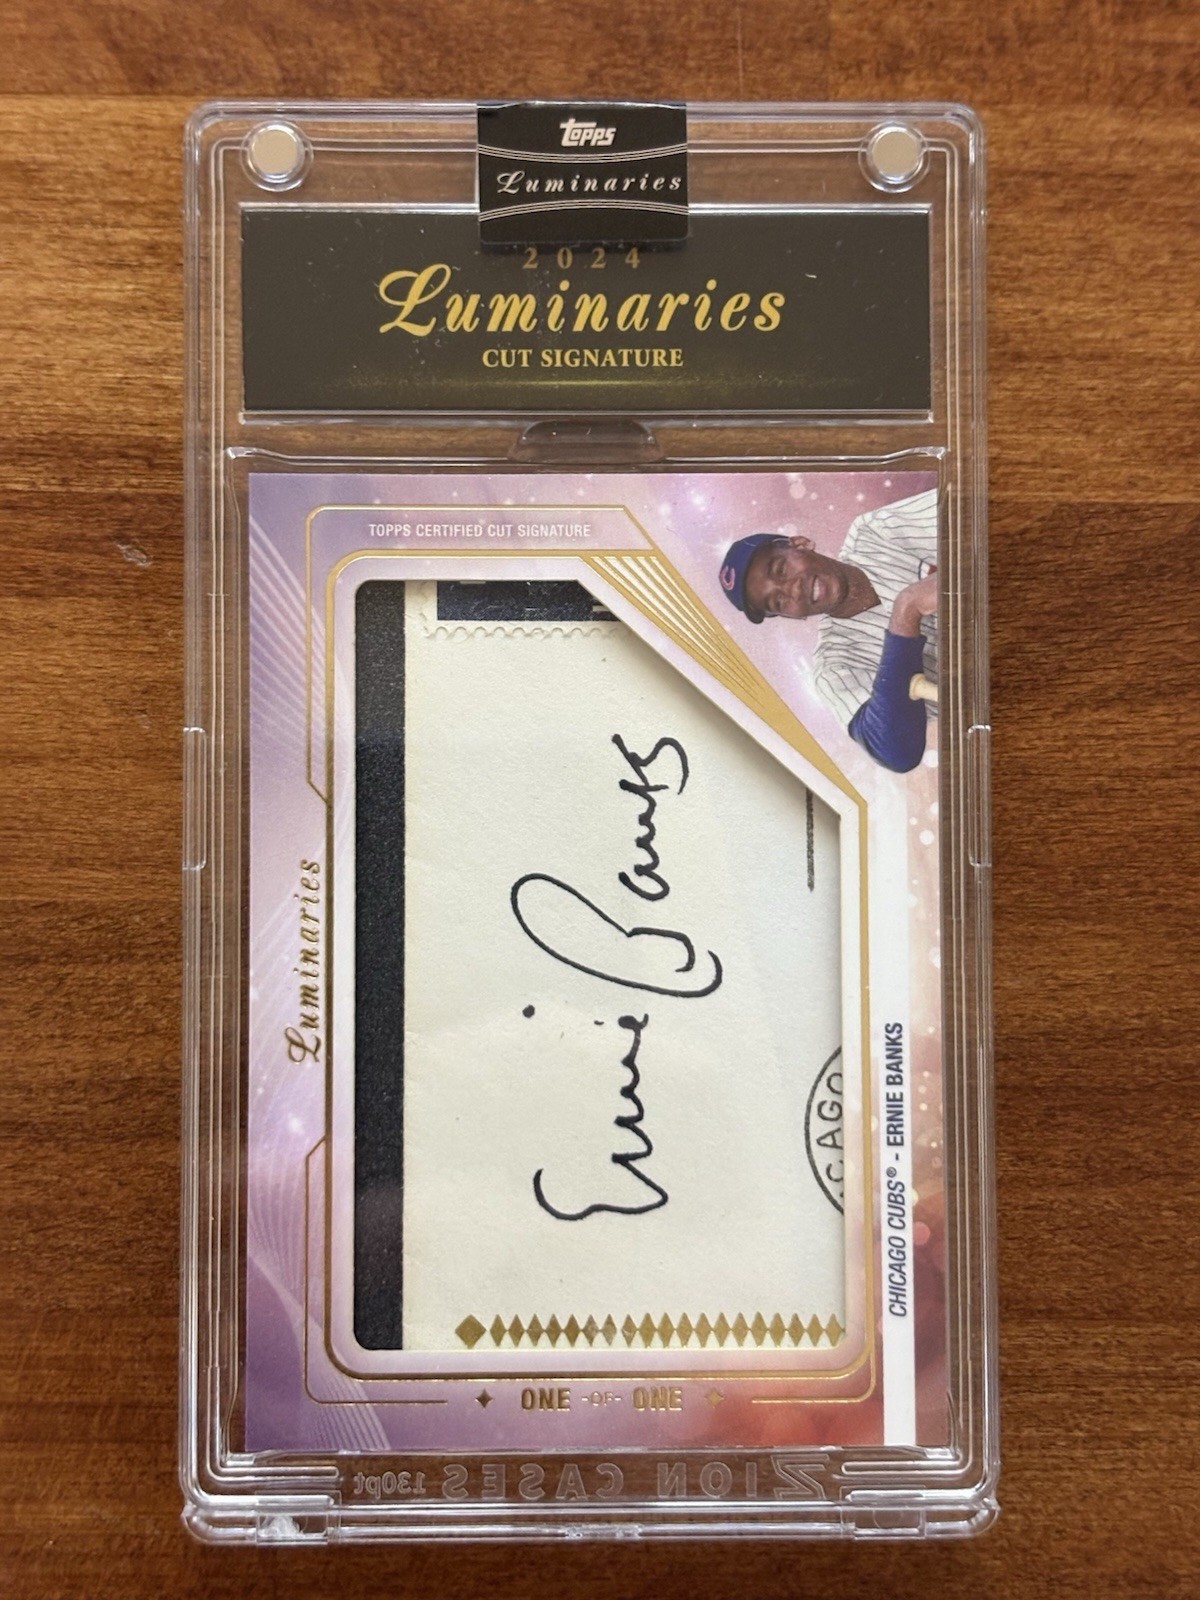 topps
Luminaries
2024
Luminaries
CUT SIGNATURE
TOPPS CERTIFIED CUT SIGNATURE
Luminaries
Ernie Banks
CAGO
CHICAGO CUBS® - ERNIE BANKS
ONE -OF- ONE
ZION CASES 130pt